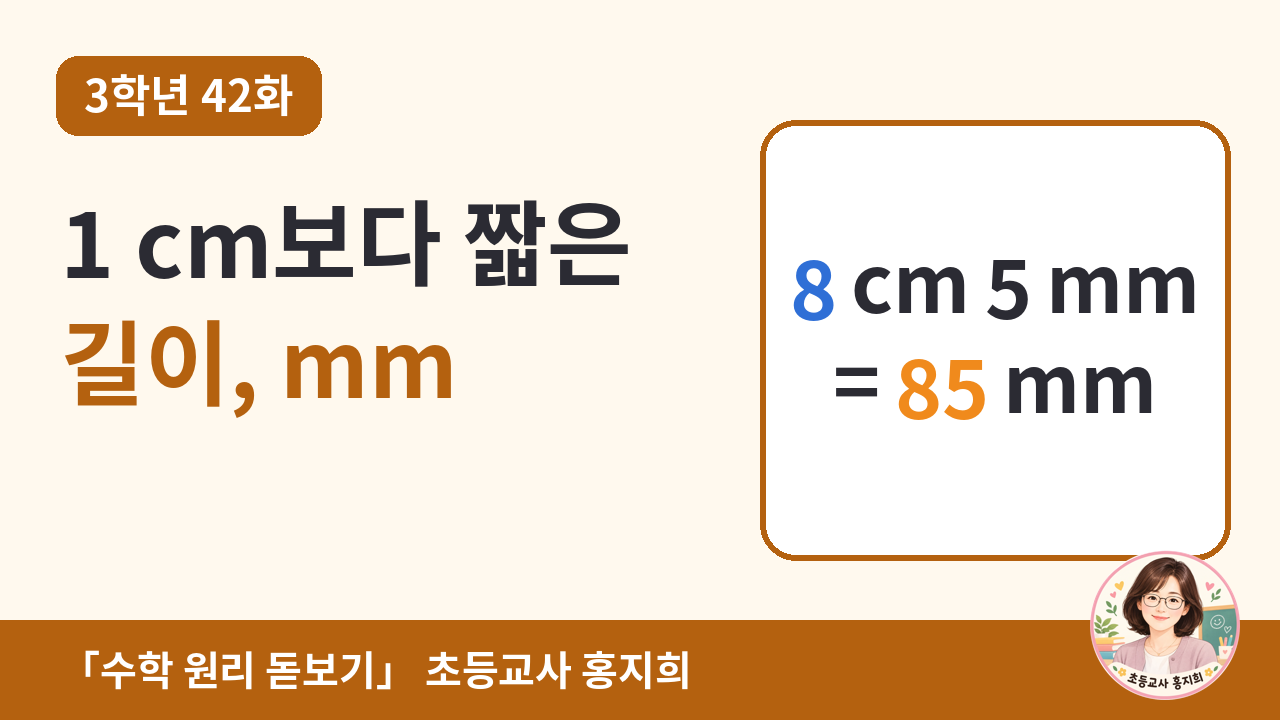 3학년 42화
1 cm보다 짧은
길이, mm
8 cm 5 mm
= 85 mm
「수학 원리 돋보기」 초등교사 홍지희
초등교사 홍지희